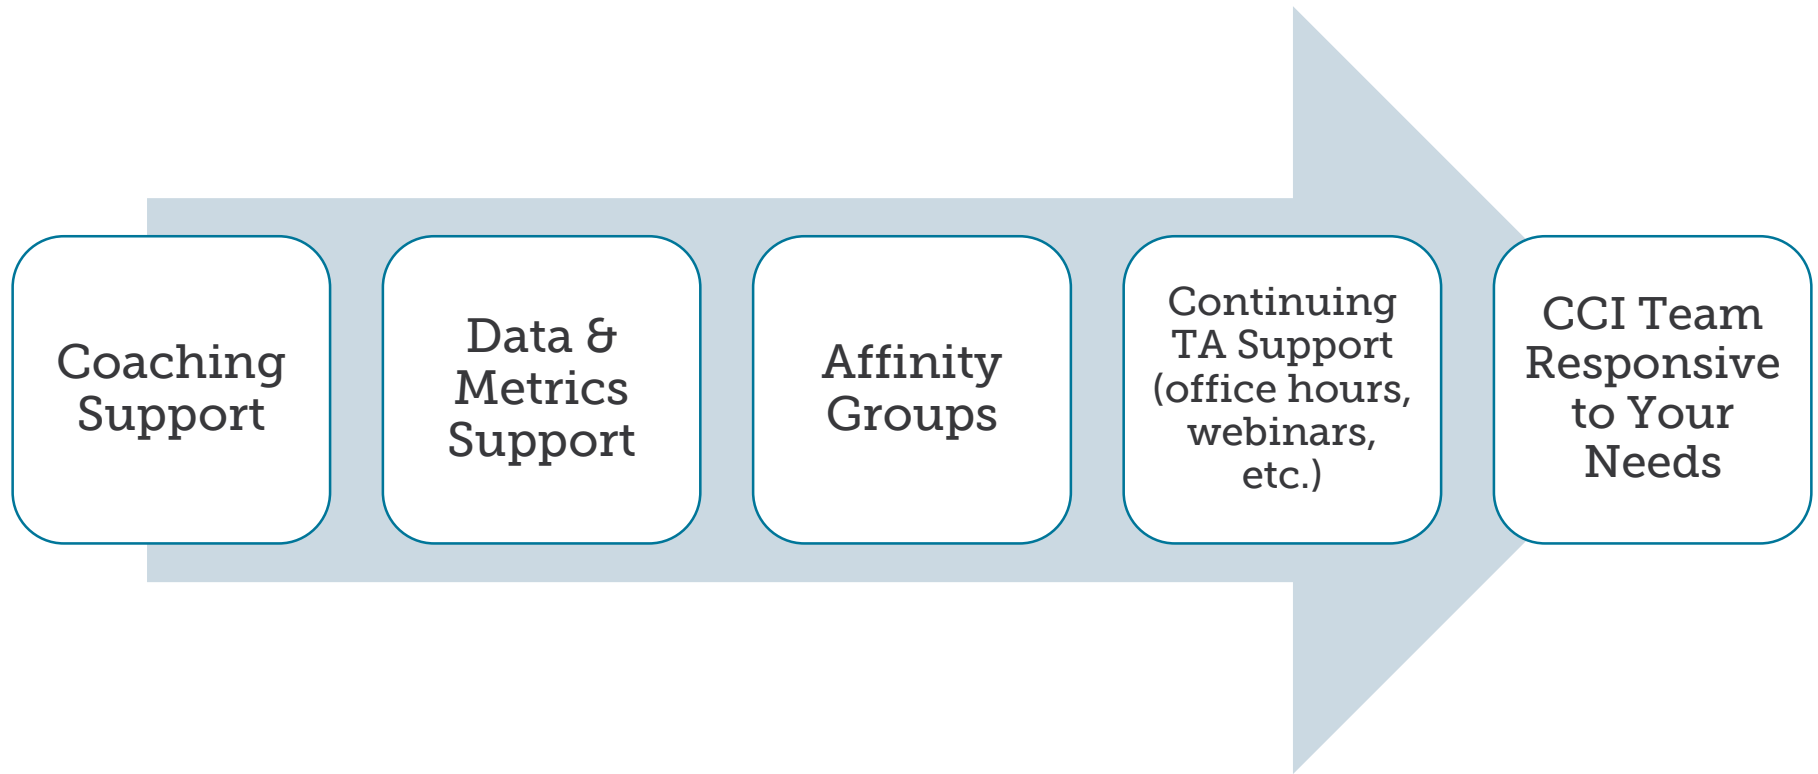 Coaching
Support
Data &
Metrics
Support
Affinity
Groups
Continuing
TA Support
(office hours,
webinars,
etc.)
CCI Team
Responsive
to Your
Needs